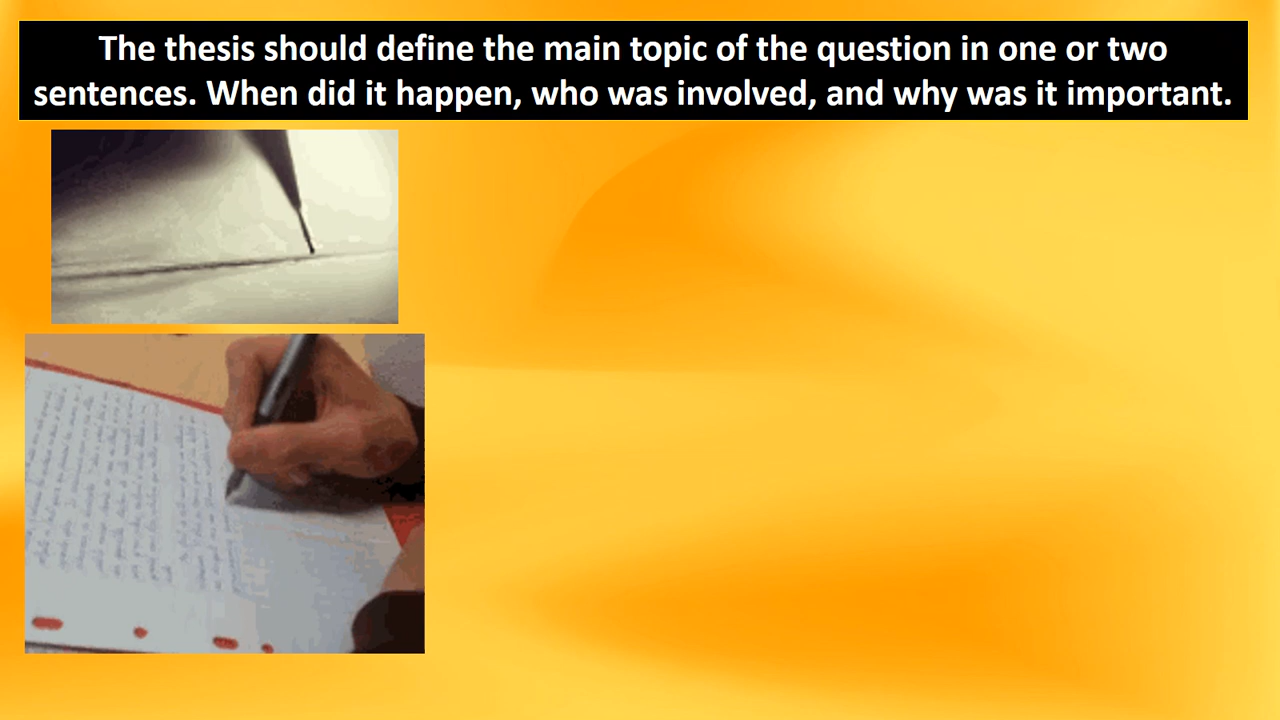 The thesis should define the main topic of the question in one or two
sentences. When did it happen, who was involved, and why was it important.